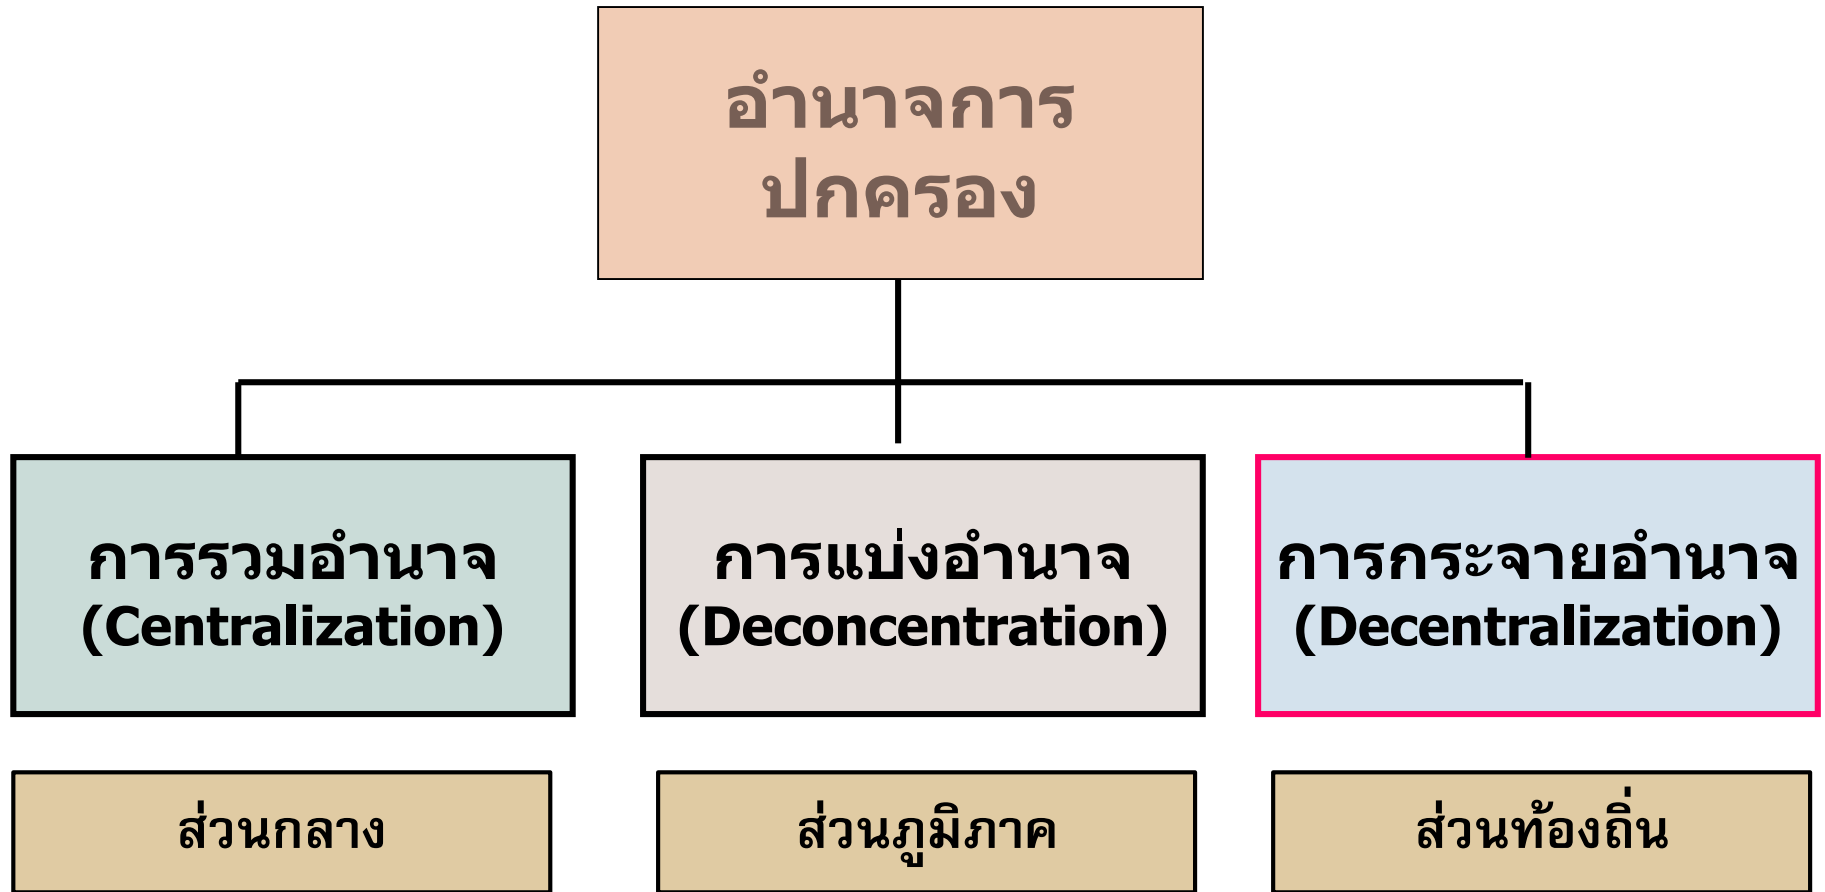 อำนาจการ
ปกครอง
การรวมอำนาจ
(Centralization)
การแบ่งอำนาจ
(Deconcentration)
การกระจายอำนาจ
(Decentralization)
ส่วนกลาง
ส่วนภูมิภาค
ส่วนท้องถิ่น